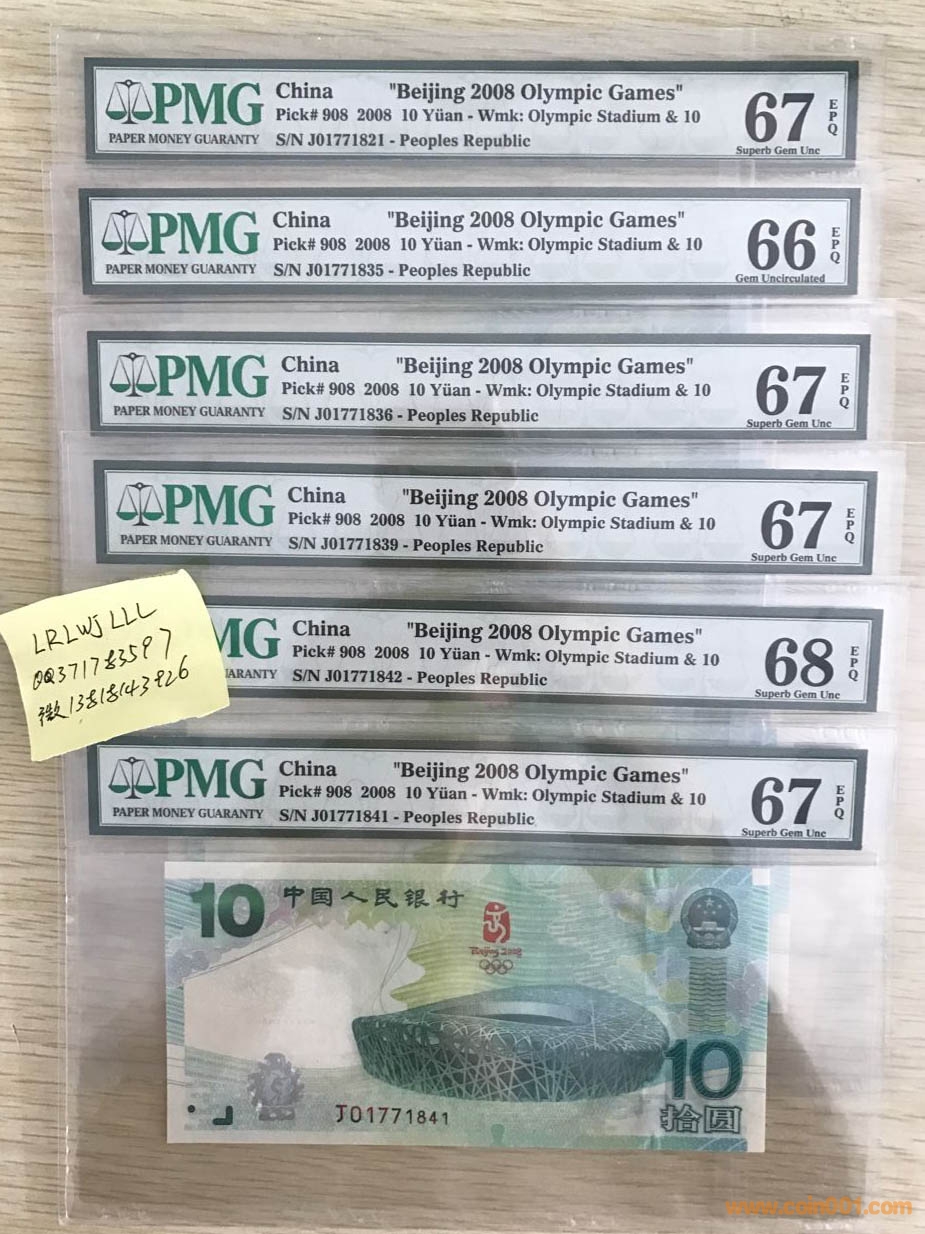 PMG
PAPER MONEY GUARANTY
China "Beijing 2008 Olympic Games"
Pick# 908 2008 10 Yüan - Wmk: Olympic Stadium & 10
S/N J01771821 - Peoples Republic
67
EPQ
Superb Gem Unc
PMG
PAPER MONEY GUARANTY
China "Beijing 2008 Olympic Games"
Pick# 908 2008 10 Yüan - Wmk: Olympic Stadium & 10
S/N J01771835 - Peoples Republic
66
EPQ
Gem Uncirculated
PMG
PAPER MONEY GUARANTY
China "Beijing 2008 Olympic Games"
Pick# 908 2008 10 Yüan - Wmk: Olympic Stadium & 10
S/N J01771836 - Peoples Republic
67
EPQ
Superb Gem Unc
PMG
PAPER MONEY GUARANTY
China "Beijing 2008 Olympic Games"
Pick# 908 2008 10 Yüan - Wmk: Olympic Stadium & 10
S/N J01771839 - Peoples Republic
67
EPQ
Superb Gem Unc
LRLWJLLL
QQ371783597
微13818143926
MG
ARANTY
China "Beijing 2008 Olympic Games"
Pick# 908 2008 10 Yüan - Wmk: Olympic Stadium & 10
S/N J01771842 - Peoples Republic
68
EPQ
Superb Gem Unc
PMG
PAPER MONEY GUARANTY
China "Beijing 2008 Olympic Games"
Pick# 908 2008 10 Yüan - Wmk: Olympic Stadium & 10
S/N J01771841 - Peoples Republic
67
EPQ
Superb Gem Unc
10 中国人民银行
Beijing 2008
10
拾圆
J01771841
www.coin001.com